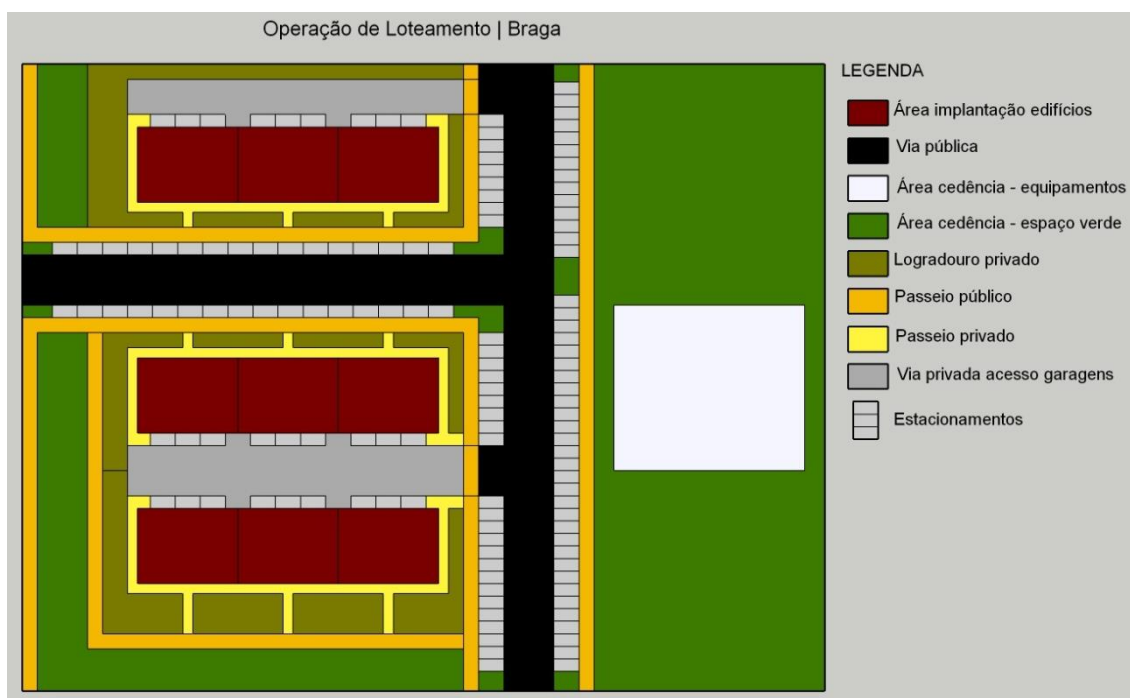 Operação de Loteamento | Braga
LEGENDA
Área implantação edifícios
Via pública
Área cedência - equipamentos
Área cedência - espaço verde
Logradouro privado
Passeio público
Passeio privado
Via privada acesso garagens
Estacionamentos